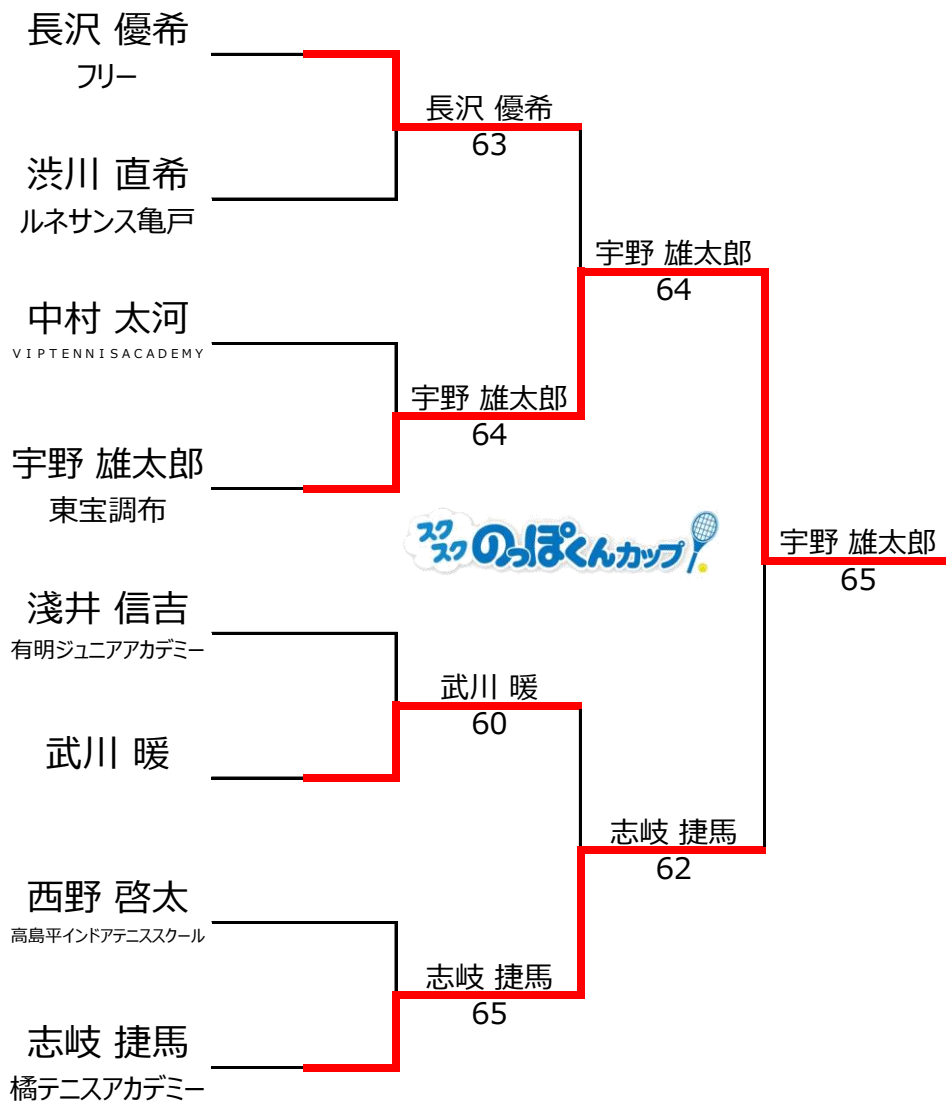 長沢 優希
フリー
長沢 優希
63
渋川 直希
ルネサンス亀戸
宇野 雄太郎
64
中村 太河
VIPTENNISACADEMY
宇野 雄太郎
64
宇野 雄太郎
東宝調布
スクスク のっぽくんカップ
宇野 雄太郎
65
淺井 信吉
有明ジュニアアカデミー
武川 暖
60
武川 暖
志岐 捷馬
62
西野 啓太
高島平インドアテニススクール
志岐 捷馬
65
志岐 捷馬
橘テニスアカデミー